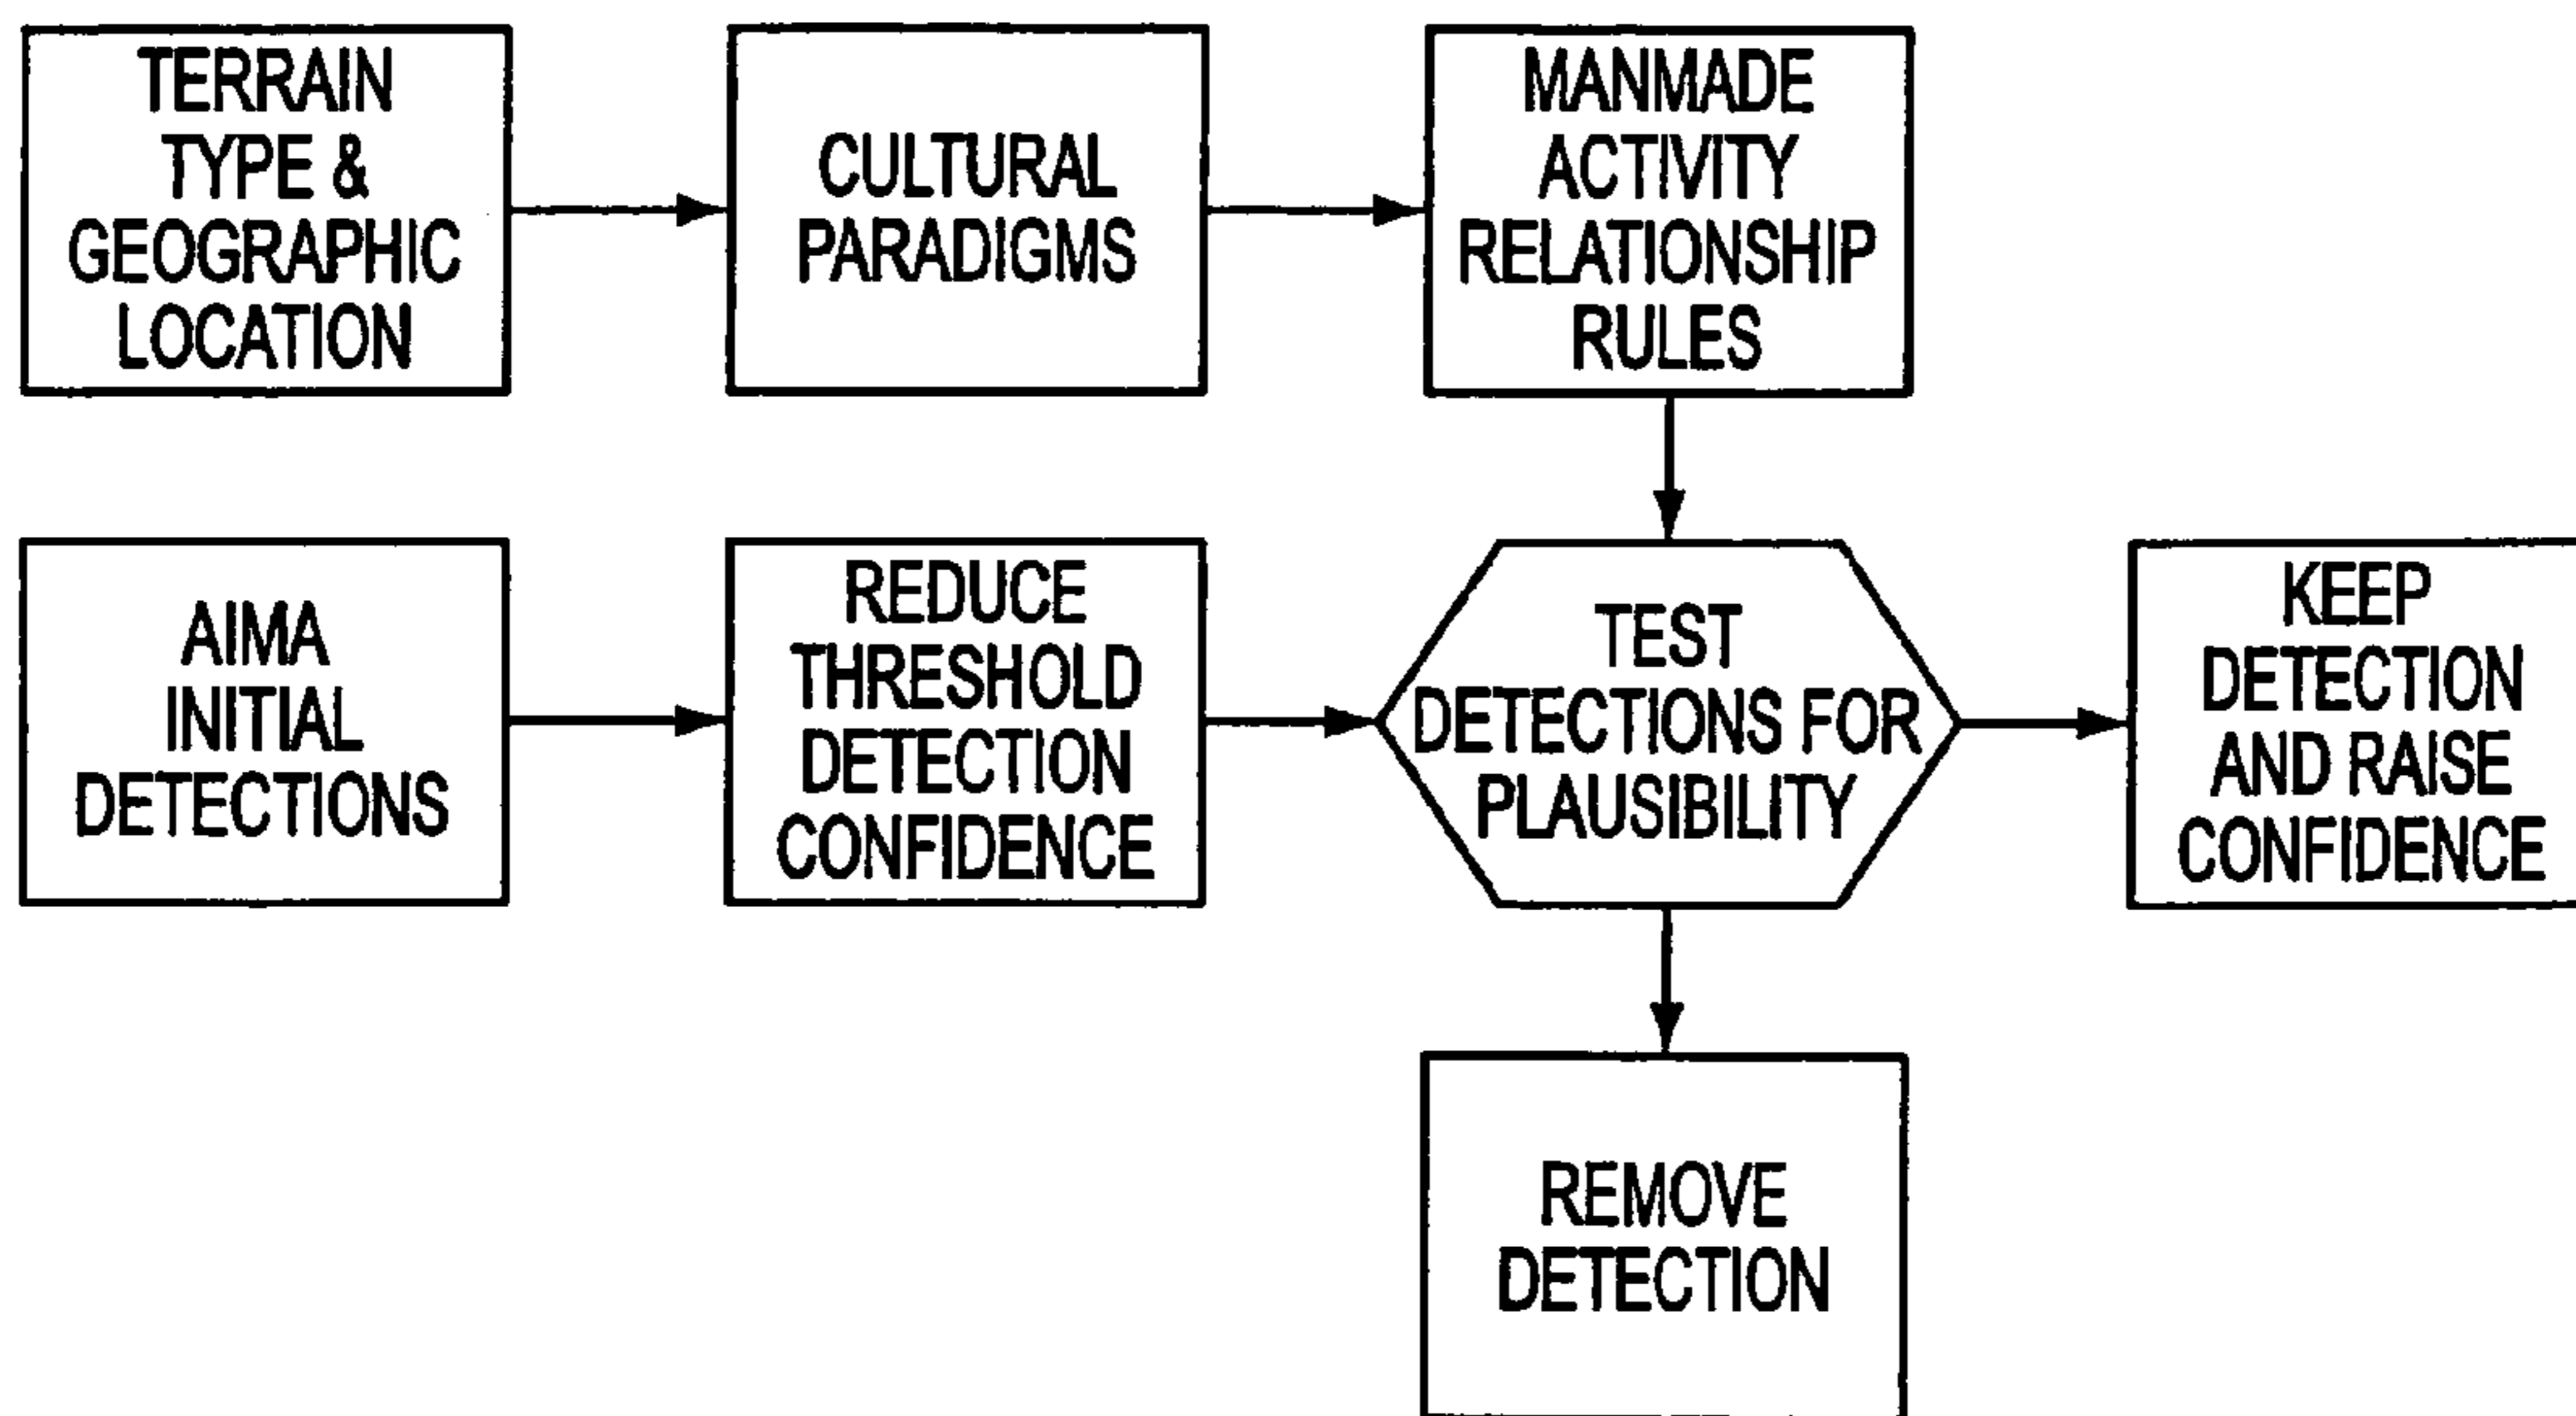 TERRAIN
TYPE &
GEOGRAPHIC
LOCATION
CULTURAL
PARADIGMS
MANMADE
ACTIVITY
RELATIONSHIP
RULES
AIMA
INITIAL
DETECTIONS
REDUCE
THRESHOLD
DETECTION
CONFIDENCE
TEST
DETECTIONS FOR
PLAUSIBILITY
KEEP
DETECTION
AND RAISE
CONFIDENCE
REMOVE
DETECTION